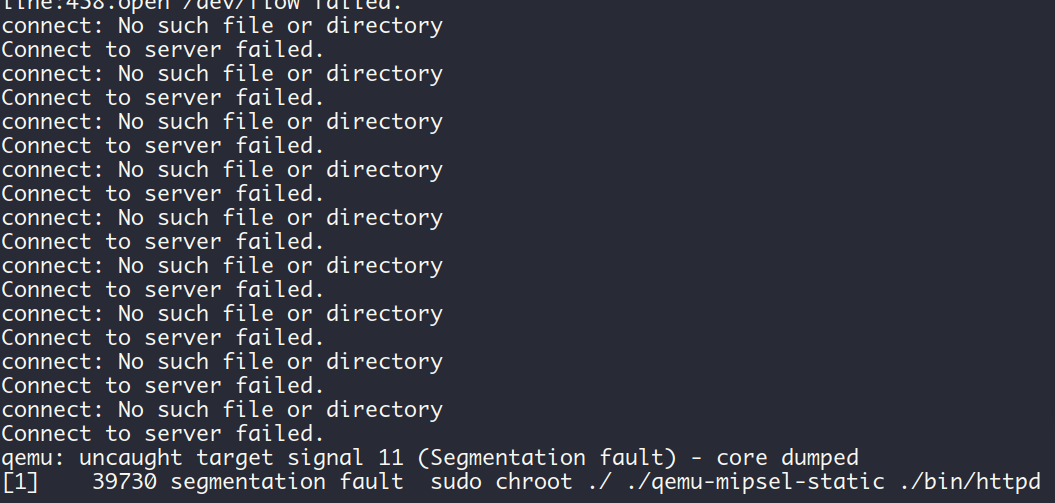 line:438.open /dev/flow failed.
connect: No such file or directory
Connect to server failed.
connect: No such file or directory
Connect to server failed.
connect: No such file or directory
Connect to server failed.
connect: No such file or directory
Connect to server failed.
connect: No such file or directory
Connect to server failed.
connect: No such file or directory
Connect to server failed.
connect: No such file or directory
Connect to server failed.
connect: No such file or directory
Connect to server failed.
connect: No such file or directory
Connect to server failed.
qemu: uncaught target signal 11 (Segmentation fault) - core dumped
[1]    39730 segmentation fault  sudo chroot ./ ./qemu-mipsel-static ./bin/httpd